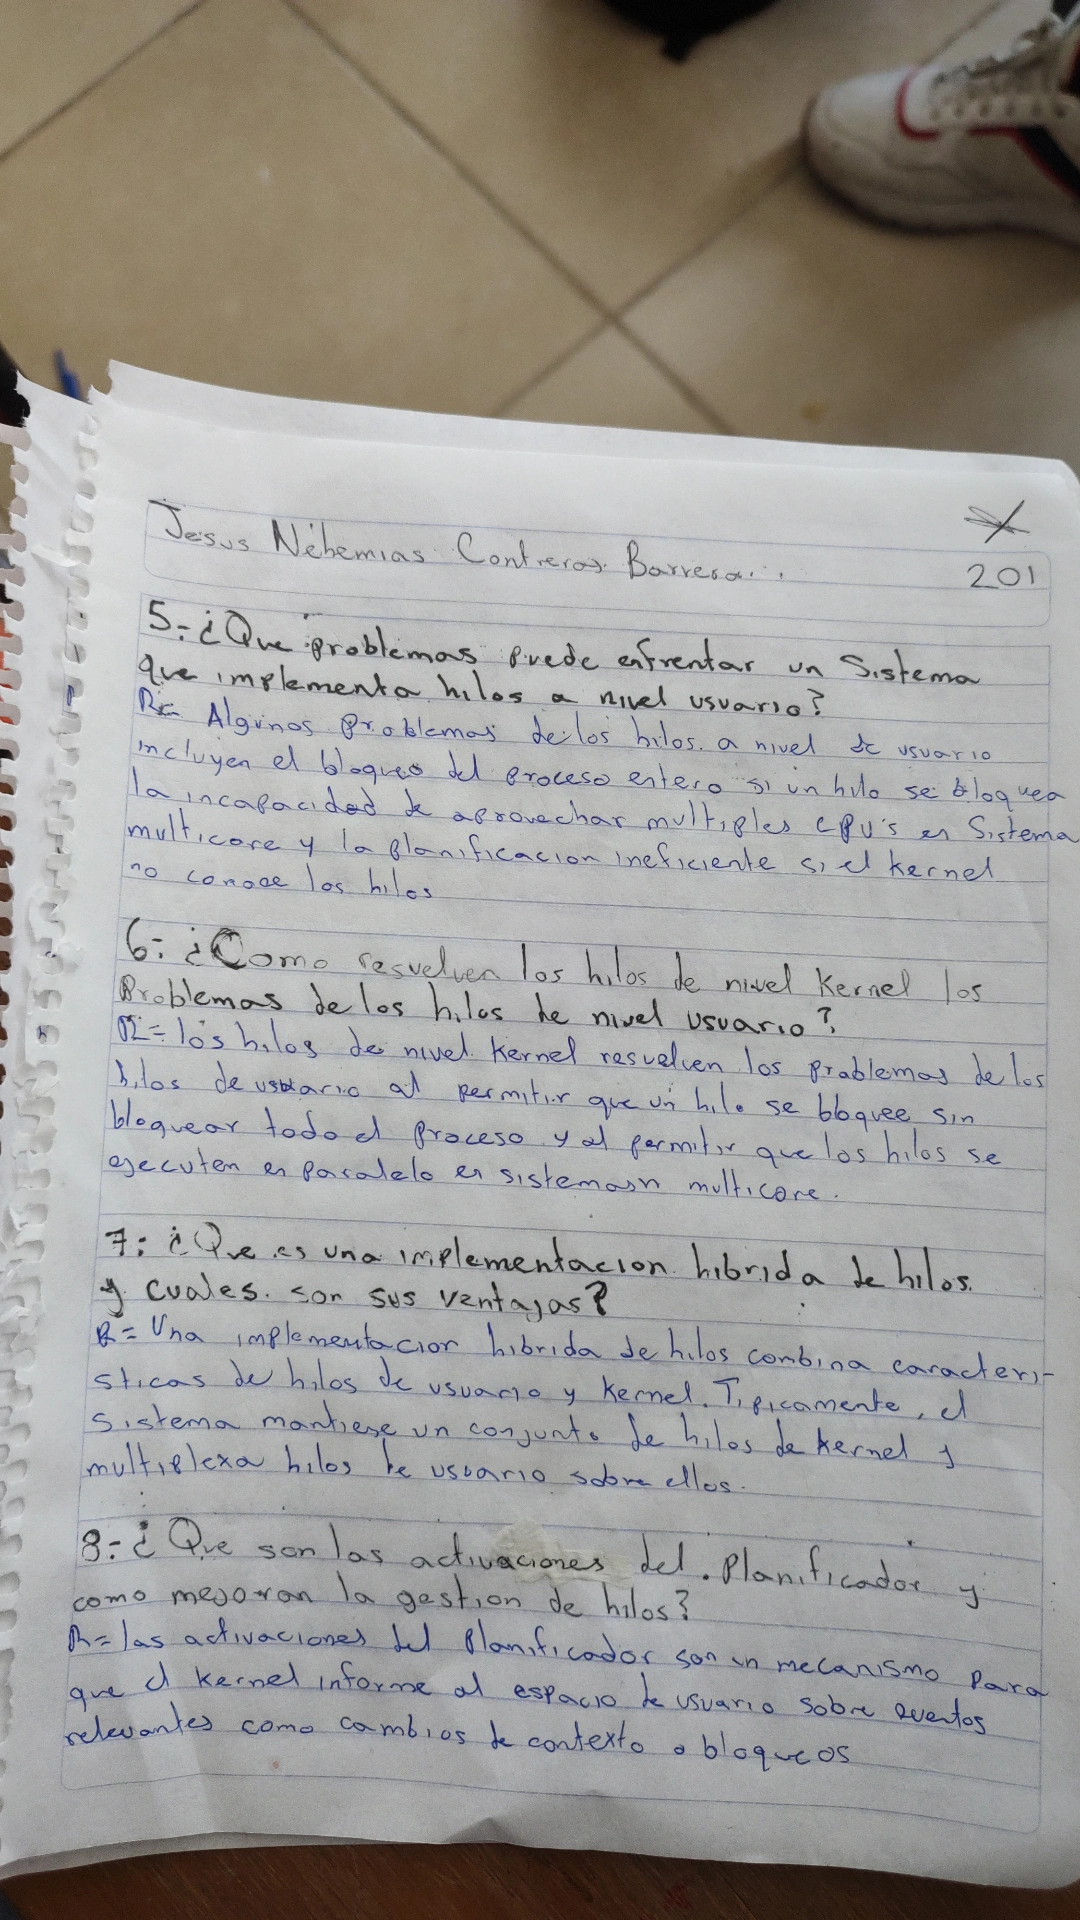 Jesus Nehemias Contreras Barrera
201
5.- ¿Que problemas puede enfrentar un Sistema
que implementa hilos a nivel usuario?
R= Algunos problemas de los hilos a nivel de usuario
incluyen el bloqueo del proceso entero si un hilo se bloquea
la incapacidad de aprovechar multiples CPU's en Sistema
multicore y la planificacion ineficiente si el kernel
no conoce los hilos
6.- ¿Como resuelven los hilos de nivel Kernel los
Problemas de los hilos de nivel usuario?
R= los hilos de nivel Kernel resuelven los problemas de los
hilos de usuario al permitir que un hilo se bloquee sin
bloquear todo el proceso y al permitir que los hilos se
ejecuten en paralelo en sistemasn multicore.
7.- ¿Que es una implementacion hibrida de hilos
y cuales son sus ventajas?
R= Una implementacion hibrida de hilos combina caracteri-
sticas de hilos de usuario y Kernel. Tipicamente, el
sistema mantiene un conjunto de hilos de kernel y
multiplexa hilos de usuario sobre ellos.
8.- ¿Que son las activaciones del planificador y
como mejoran la gestion de hilos?
R= las activaciones del Planificador son un mecanismo para
que el kernel informe al espacio de usuario sobre eventos
relevantes como cambios de contexto o bloqueos